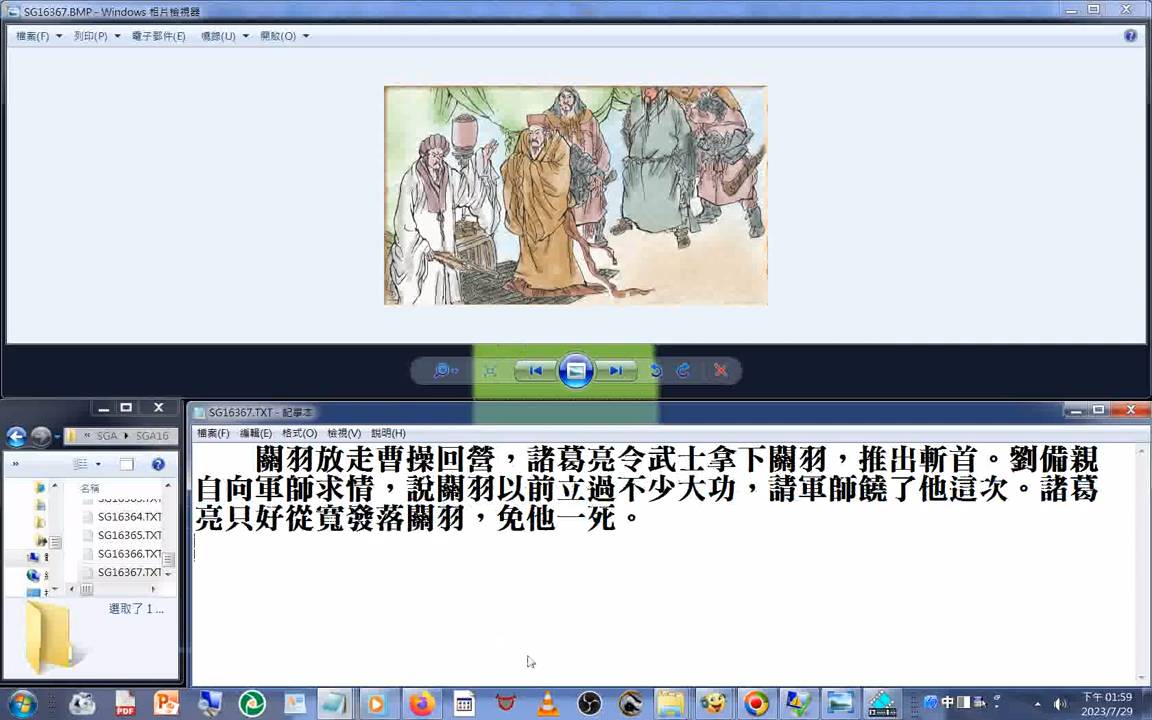 SG16367.BMP - Windows 相片檢視器
檔案(F) 列印(P) 電子郵件(E) 燒錄(U) 開啟(O)
SGA SGA16
名稱
SG16364.TXT
SG16365.TXT
SG16366.TXT
SG16367.TXT
選取了 1 ...
SG16367.TXT - 記事本
檔案(F) 編輯(E) 格式(O) 檢視(V) 說明(H)
關羽放走曹操回營，諸葛亮令武士拿下關羽，推出斬首。劉備親
自向軍師求情，說關羽以前立過不少大功，請軍師饒了他這次。諸葛
亮只好從寬發落關羽，免他一死。
中
下午 01:59
2023/7/29